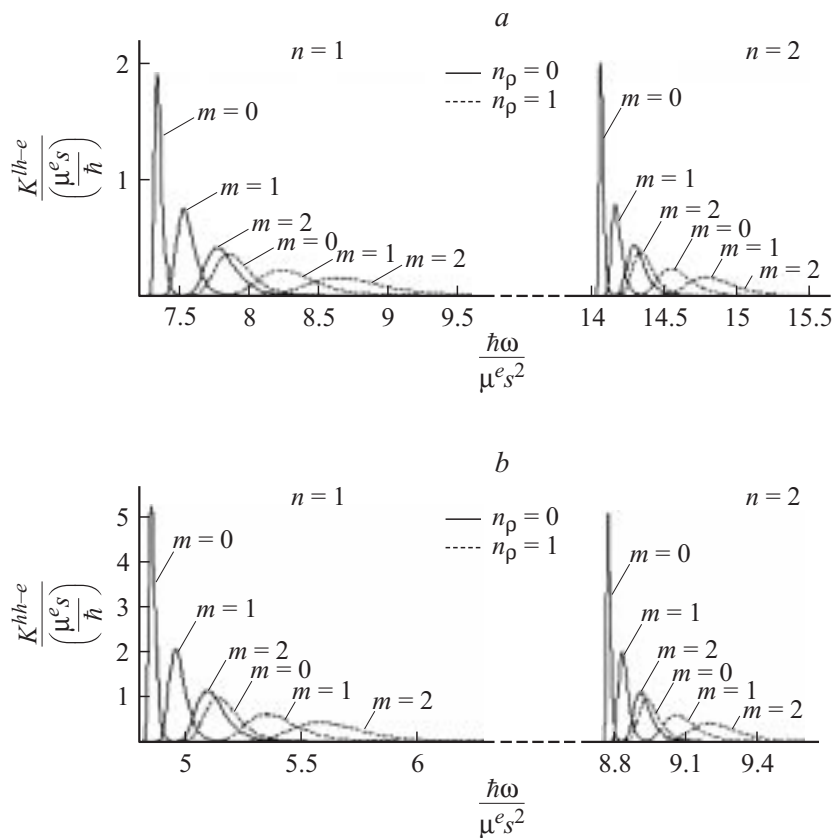 a
n = 1
n = 2
n_ρ = 0
n_ρ = 1
K^{lh–e} / (μ^e s / ħ)
2
1
m = 0
m = 1
m = 2
m = 0
m = 1
m = 2
m = 0
m = 1
m = 2
m = 0
m = 1
m = 2
7.5 8 8.5 9 9.5 14 14.5 15 15.5
ħω / μ^e s^2
b
n = 1
n = 2
n_ρ = 0
n_ρ = 1
K^{hh–e} / (μ^e s / ħ)
5
4
3
2
1
m = 0
m = 1
m = 2
m = 0
m = 1
m = 2
m = 0
m = 1
m = 2
m = 0
m = 1
m = 2
5 5.5 6 8.8 9.1 9.4
ħω / μ^e s^2